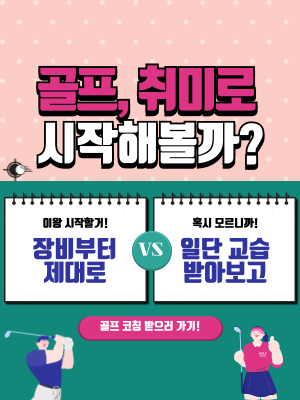 골프, 취미로
시작해볼까?
이왕 시작할거!
장비부터
제대로
VS
혹시 모르니까!
일단 교습
받아보고
골프 코칭 받으러 가기!